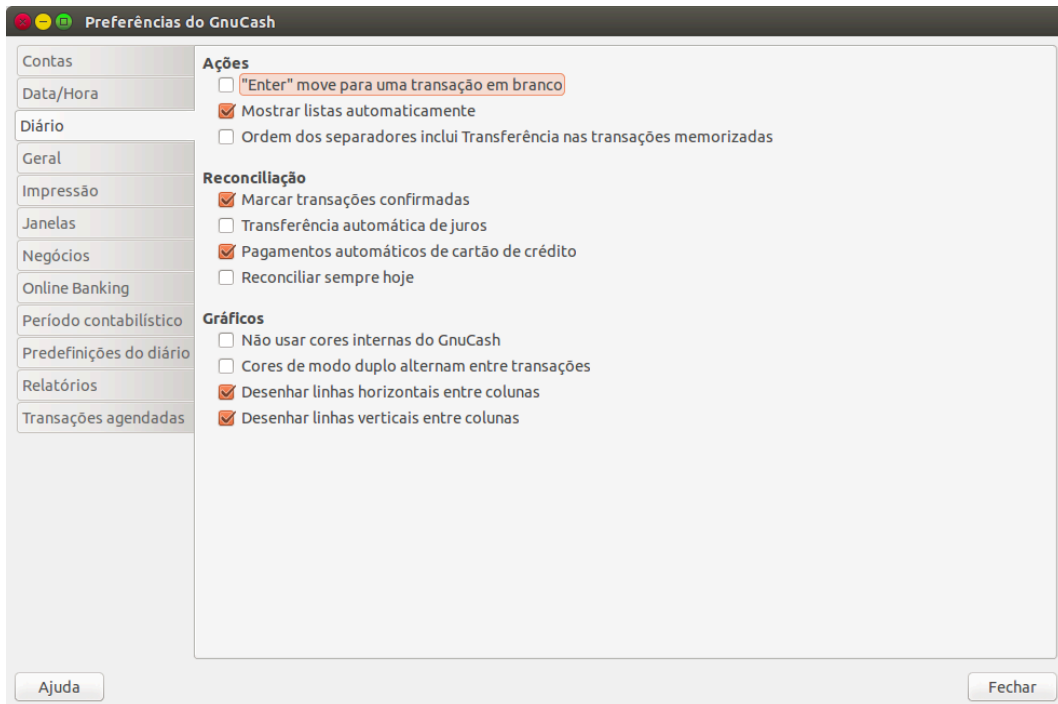 Preferências do GnuCash
Contas
Data/Hora
Diário
Geral
Impressão
Janelas
Negócios
Online Banking
Período contabilístico
Predefinições do diário
Relatórios
Transações agendadas
Ações
"Enter" move para uma transação em branco
Mostrar listas automaticamente
Ordem dos separadores inclui Transferência nas transações memorizadas
Reconciliação
Marcar transações confirmadas
Transferência automática de juros
Pagamentos automáticos de cartão de crédito
Reconciliar sempre hoje
Gráficos
Não usar cores internas do GnuCash
Cores de modo duplo alternam entre transações
Desenhar linhas horizontais entre colunas
Desenhar linhas verticais entre colunas
Ajuda
Fechar